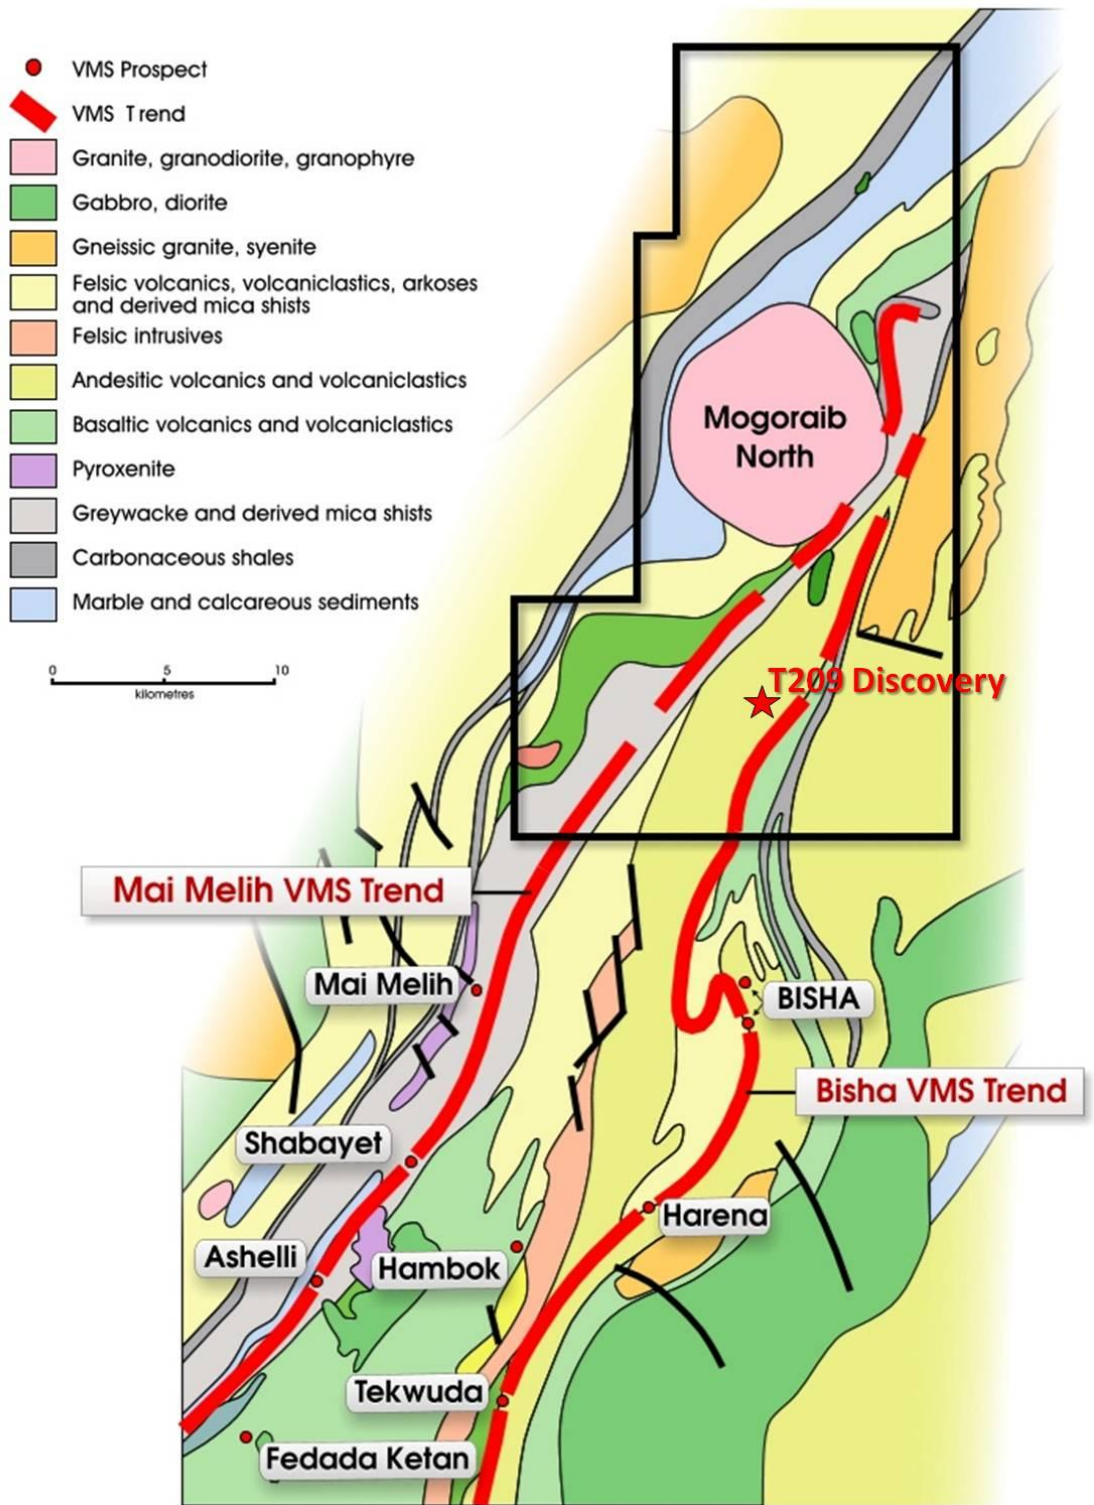 VMS Prospect
VMS Trend
Granite, granodiorite, granophyre
Gabbro, diorite
Gneissic granite, syenite
Felsic volcanics, volcaniclastics, arkoses
and derived mica shists
Felsic intrusives
Andesitic volcanics and volcaniclastics
Basaltic volcanics and volcaniclastics
Pyroxenite
Greywacke and derived mica shists
Carbonaceous shales
Marble and calcareous sediments
0 5 10
kilometres
Mogoraib
North
T209 Discovery
Mai Melih VMS Trend
Mai Melih
BISHA
Bisha VMS Trend
Shabayet
Harena
Ashelli
Hambok
Tekwuda
Fedada Ketan